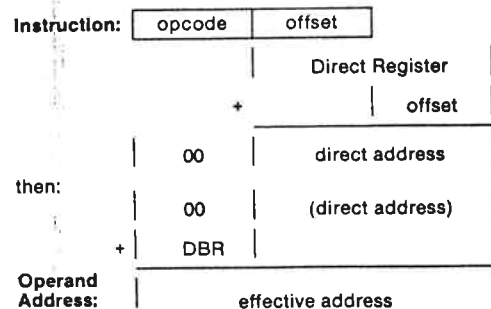 Instruction: opcode offset
Direct Register
+ offset
00 direct address
then:
00 (direct address)
+ DBR
Operand
Address: effective address